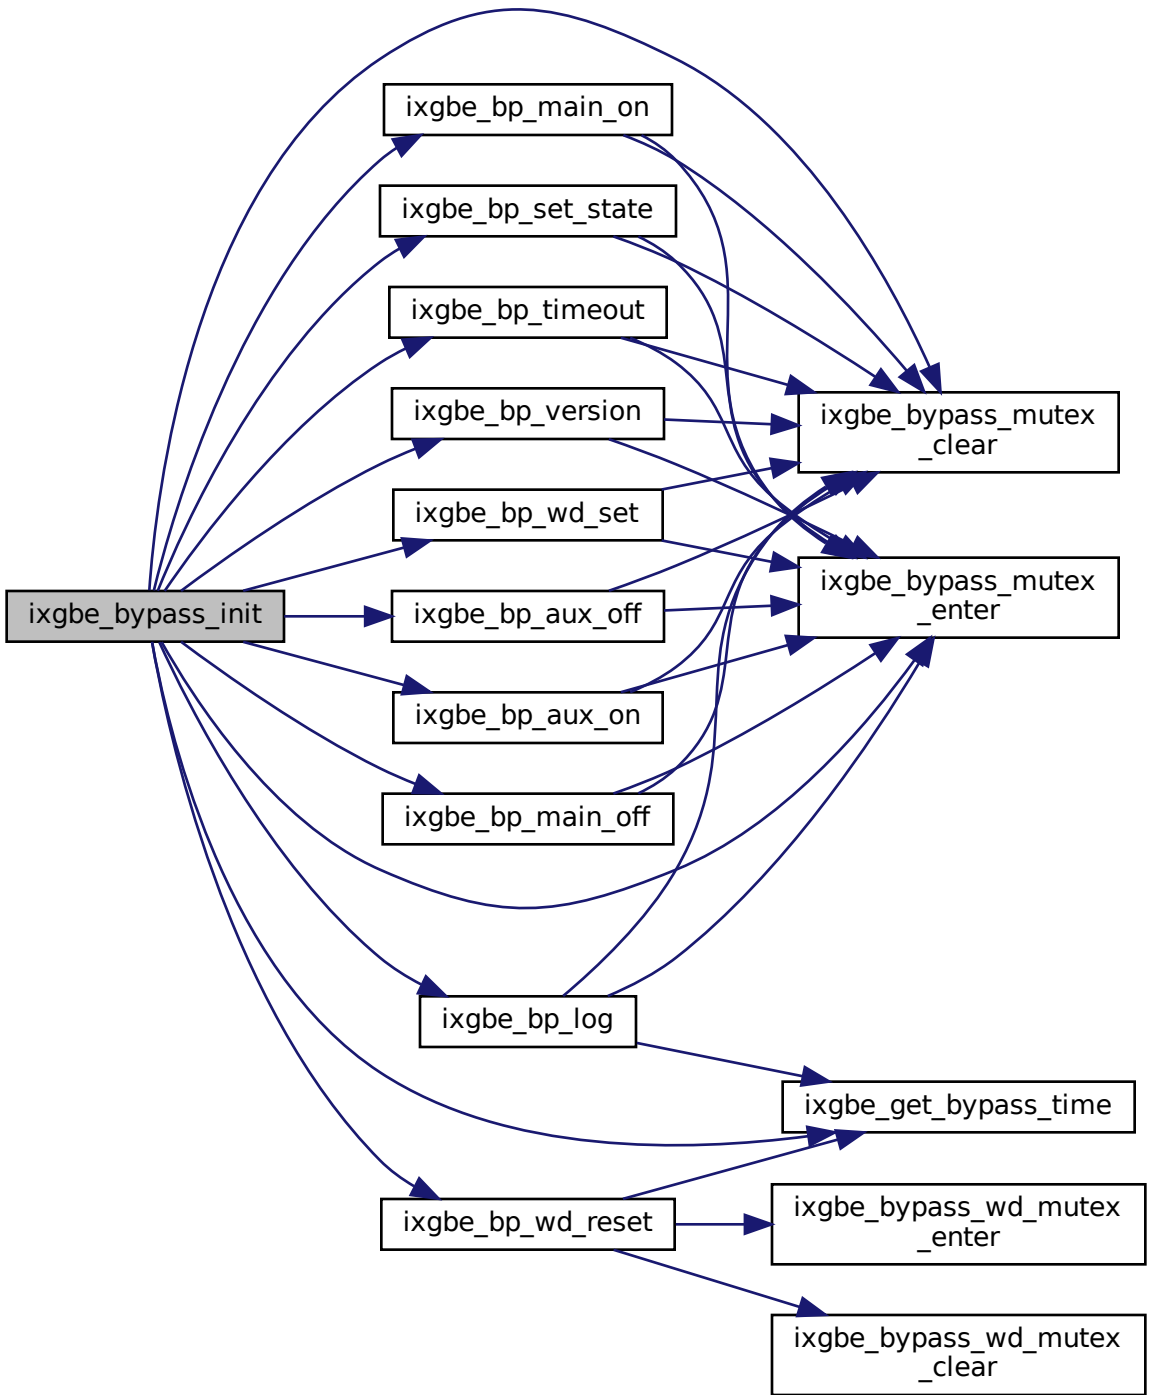 ixgbe_bp_main_on
ixgbe_bp_set_state
ixgbe_bp_timeout
ixgbe_bp_version
ixgbe_bypass_mutex
_clear
ixgbe_bp_wd_set
ixgbe_bypass_init
ixgbe_bp_aux_off
ixgbe_bypass_mutex
_enter
ixgbe_bp_aux_on
ixgbe_bp_main_off
ixgbe_bp_log
ixgbe_get_bypass_time
ixgbe_bp_wd_reset
ixgbe_bypass_wd_mutex
_enter
ixgbe_bypass_wd_mutex
_clear